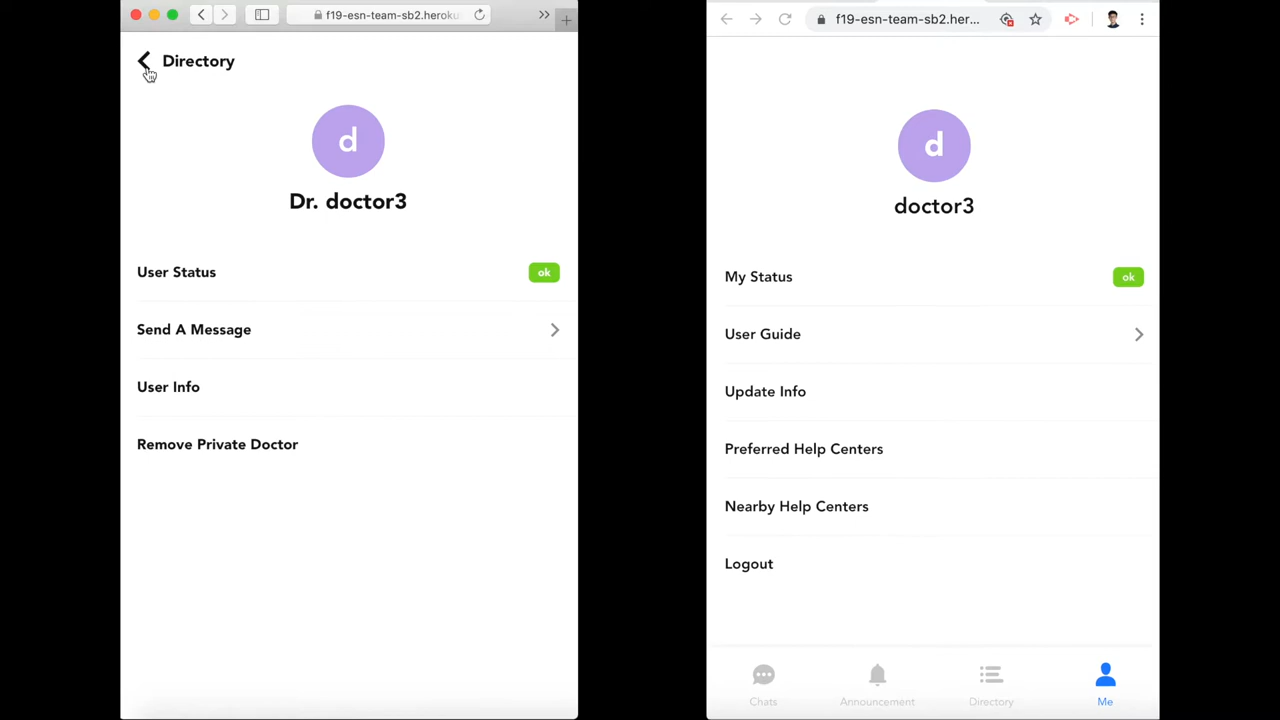 f19-esn-team-sb2.heroku
Directory
d
Dr. doctor3
User Status
ok
Send A Message
User Info
Remove Private Doctor
f19-esn-team-sb2.her...
d
doctor3
My Status
ok
User Guide
Update Info
Preferred Help Centers
Nearby Help Centers
Logout
Chats
Announcement
Directory
Me